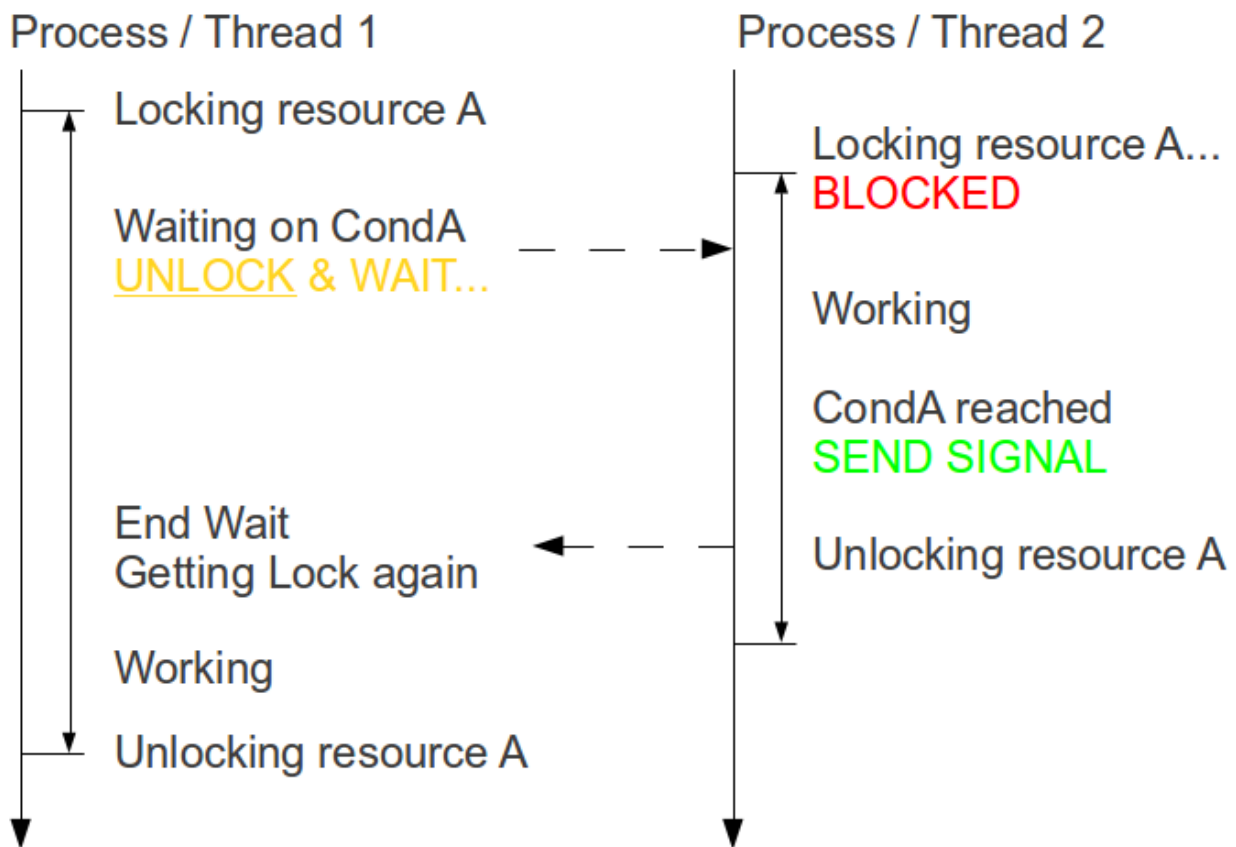 Process / Thread 1
Locking resource A
Waiting on CondA
UNLOCK & WAIT...
End Wait
Getting Lock again
Working
Unlocking resource A
Process / Thread 2
Locking resource A...
BLOCKED
Working
CondA reached
SEND SIGNAL
Unlocking resource A